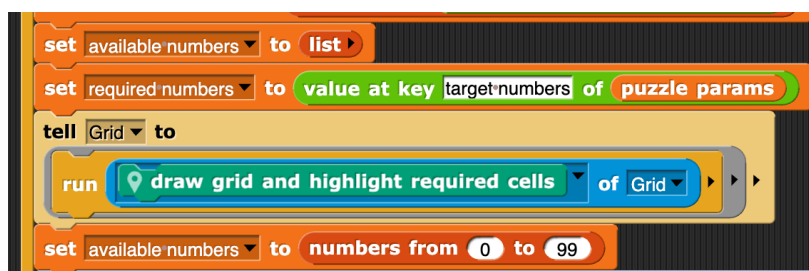 set available numbers to list
set required numbers to value at key target numbers of puzzle params
tell Grid to
run draw grid and highlight required cells of Grid
set available numbers to numbers from 0 to 99